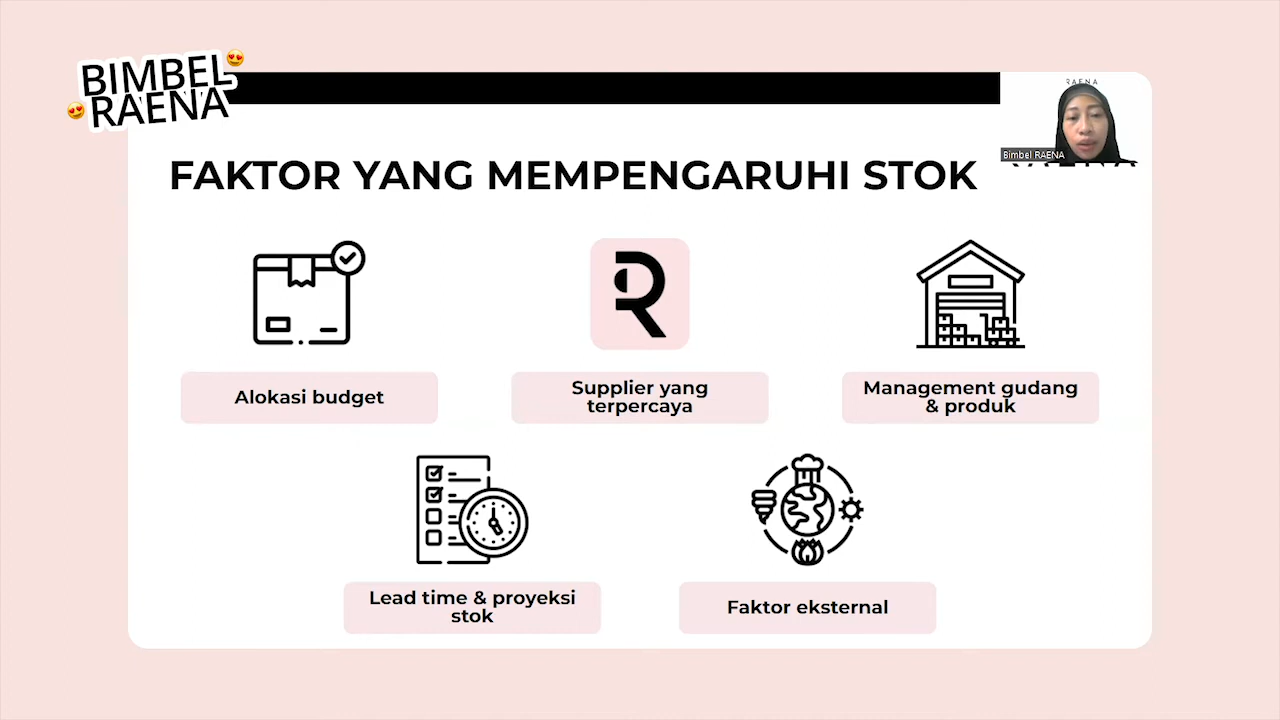 BIMBEL
RAENA
RAENA
Bimbel RAENA
FAKTOR YANG MEMPENGARUHI STOK
Alokasi budget
Supplier yang
terpercaya
Management gudang
& produk
Lead time & proyeksi
stok
Faktor eksternal